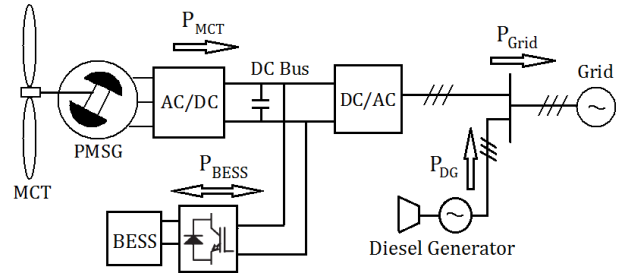 P_MCT
P_Grid
DC Bus
Grid
AC/DC
DC/AC
PMSG
MCT
P_BESS
P_DG
BESS
Diesel Generator